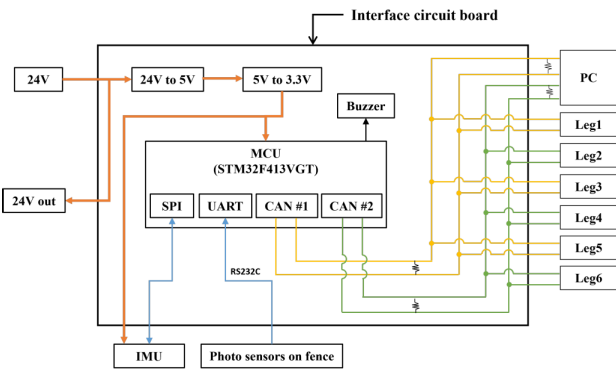 Interface circuit board
24V
24V to 5V
5V to 3.3V
PC
Buzzer
Leg1
MCU
(STM32F413VGT)
Leg2
Leg3
24V out
SPI
UART
CAN #1
CAN #2
Leg4
Leg5
RS232C
Leg6
IMU
Photo sensors on fence